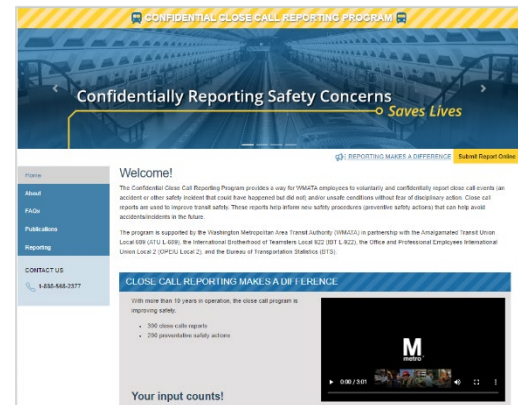 CONFIDENTIAL CLOSE CALL REPORTING PROGRAM
Confidentially Reporting Safety Concerns
Saves Lives
REPORTING MAKES A DIFFERENCE
Submit Report Online
Home
About
FAQs
Publications
Reporting
CONTACT US
Welcome!
The Confidential Close Call Reporting Program provides a way for WMATA employees to voluntarily and confidentially report close call events (an
accident or other safety incident that could have happened but did not) and/or unsafe conditions without fear of disciplinary action. Close call
reports are used to improve transit safety. These reports help inform new safety procedures (preventive safety actions) that can help avoid
accidents/incidents in the future.
The program is supported by the Washington Metropolitan Area Transit Authority (WMATA) in partnership with the Amalgamated Transit Union
Local 689 (ATU L-689), the International Brotherhood of Teamsters Local 922 (IBT L-922), the Office and Professional Employees International
Union Local 2 (OPEIU Local 2), and the Bureau of Transportation Statistics (BTS).
CLOSE CALL REPORTING MAKES A DIFFERENCE
With more than 10 years in operation, the close call program is
improving safety.
300 close calls reports
200 preventative safety actions
M
metro
0:00 / 3:01
Your input counts!